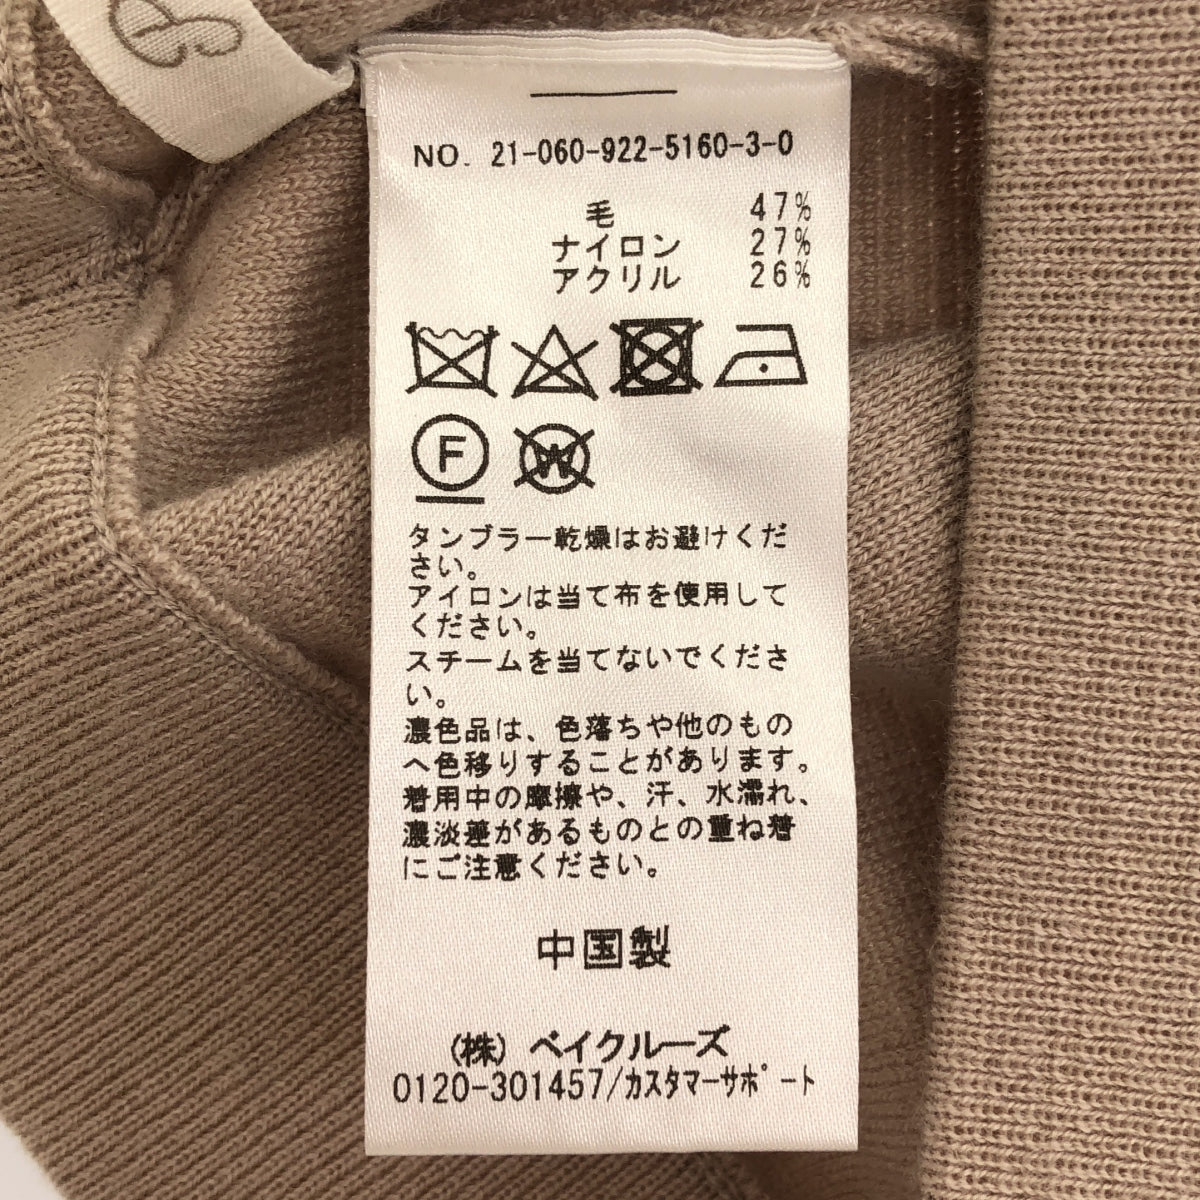 NO. 21-060-922-5160-3-0
毛 47%
ナイロン 27%
アクリル 26%
F
W
タンブラー乾燥はお避けくだ
さい。
アイロンは当て布を使用して
ください。
スチームを当てないでくださ
い。
濃色品は、色落ちや他のもの
へ色移りすることがあります。
着用中の摩擦や、汗、水濡れ、
濃淡差があるものとの重ね着
にご注意ください。
中国製
(株) ベイクルーズ
0120-301457/カスタマーサポート